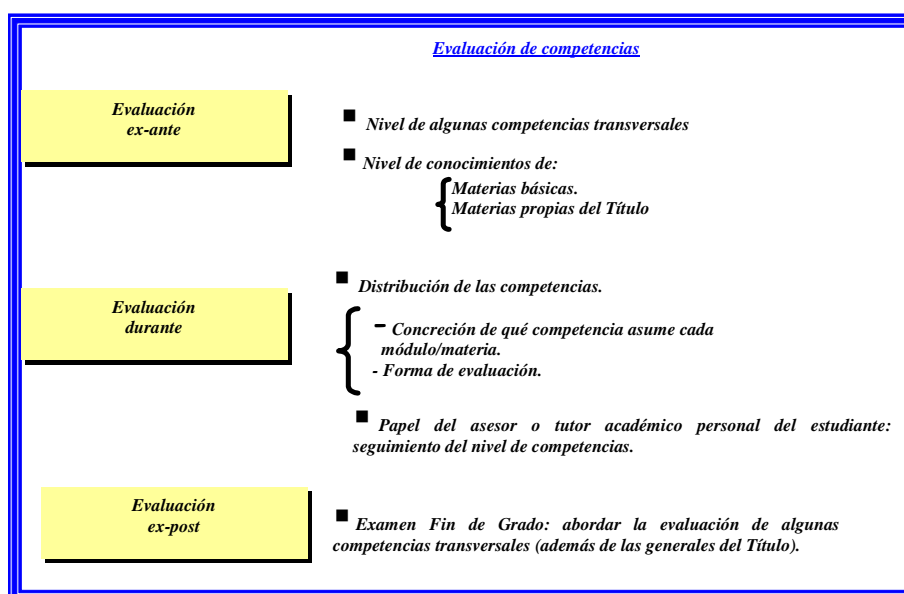 Evaluación de competencias
Evaluación
ex-ante
▪ Nivel de algunas competencias transversales
▪ Nivel de conocimientos de:
Materias básicas.
Materias propias del Título
Evaluación
durante
▪ Distribución de las competencias.
- Concreción de qué competencia asume cada
módulo/materia.
- Forma de evaluación.
▪ Papel del asesor o tutor académico personal del estudiante:
seguimiento del nivel de competencias.
Evaluación
ex-post
▪ Examen Fin de Grado: abordar la evaluación de algunas
competencias transversales (además de las generales del Título).